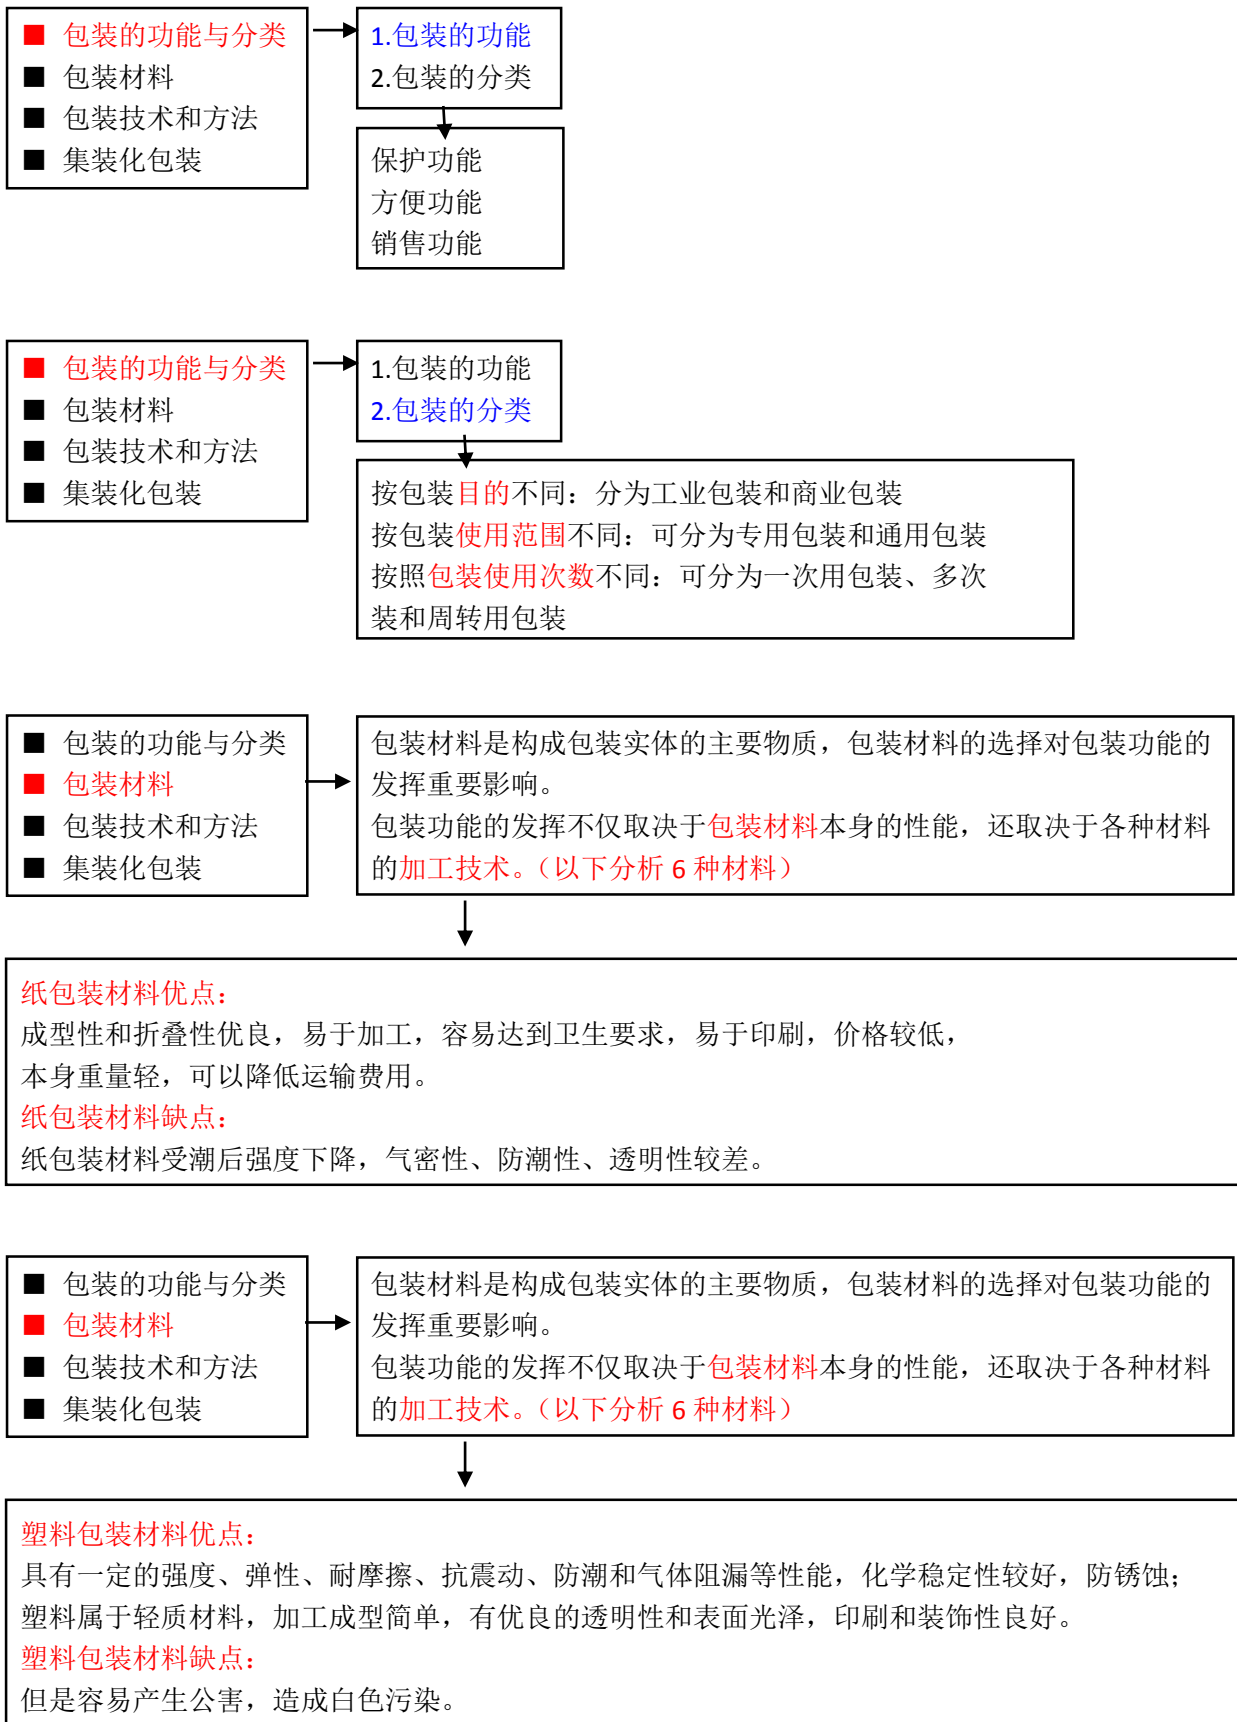 ■ 包装的功能与分类
■ 包装材料
■ 包装技术和方法
■ 集装化包装
1.包装的功能
2.包装的分类
保护功能
方便功能
销售功能
■ 包装的功能与分类
■ 包装材料
■ 包装技术和方法
■ 集装化包装
1.包装的功能
2.包装的分类
按包装目的不同：分为工业包装和商业包装
按包装使用范围不同：可分为专用包装和通用包装
按照包装使用次数不同：可分为一次用包装、多次
装和周转用包装
■ 包装的功能与分类
■ 包装材料
■ 包装技术和方法
■ 集装化包装
包装材料是构成包装实体的主要物质，包装材料的选择对包装功能的
发挥重要影响。
包装功能的发挥不仅取决于包装材料本身的性能，还取决于各种材料
的加工技术。（以下分析 6 种材料）
纸包装材料优点：
成型性和折叠性优良，易于加工，容易达到卫生要求，易于印刷，价格较低，
本身重量轻，可以降低运输费用。
纸包装材料缺点：
纸包装材料受潮后强度下降，气密性、防潮性、透明性较差。
■ 包装的功能与分类
■ 包装材料
■ 包装技术和方法
■ 集装化包装
包装材料是构成包装实体的主要物质，包装材料的选择对包装功能的
发挥重要影响。
包装功能的发挥不仅取决于包装材料本身的性能，还取决于各种材料
的加工技术。（以下分析 6 种材料）
塑料包装材料优点：
具有一定的强度、弹性、耐摩擦、抗震动、防潮和气体阻漏等性能，化学稳定性较好，防锈蚀；
塑料属于轻质材料，加工成型简单，有优良的透明性和表面光泽，印刷和装饰性良好。
塑料包装材料缺点：
但是容易产生公害，造成白色污染。